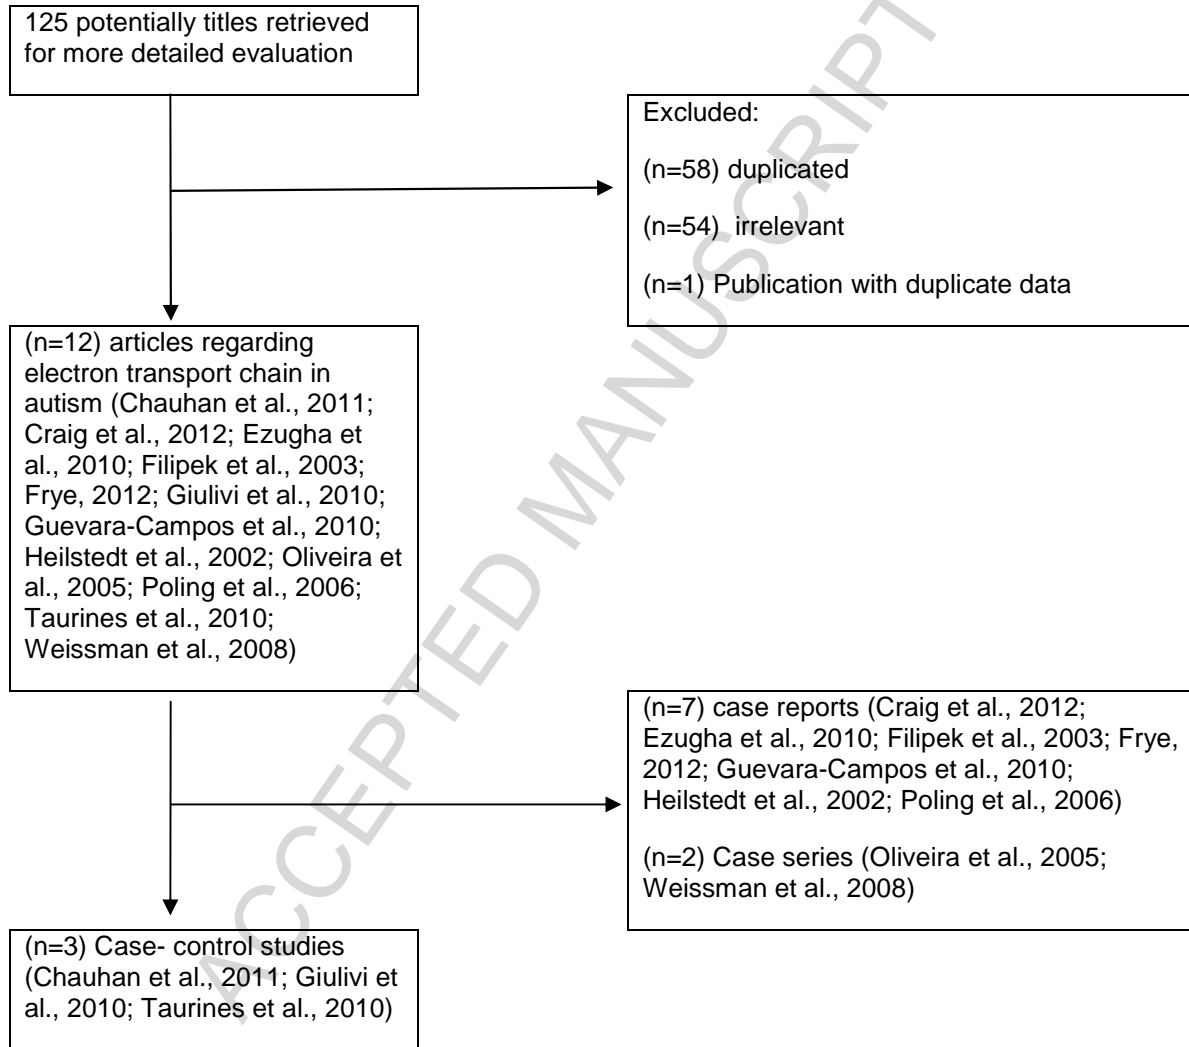 125 potentially titles retrieved
for more detailed evaluation
Excluded:
(n=58) duplicated
(n=54) irrelevant
(n=1) Publication with duplicate data
(n=12) articles regarding
electron transport chain in
autism (Chauhan et al., 2011;
Craig et al., 2012; Ezugha et
al., 2010; Filipek et al., 2003;
Frye, 2012; Giulivi et al., 2010;
Guevara-Campos et al., 2010;
Heilstedt et al., 2002; Oliveira et
al., 2005; Poling et al., 2006;
Taurines et al., 2010;
Weissman et al., 2008)
(n=7) case reports (Craig et al., 2012;
Ezugha et al., 2010; Filipek et al., 2003; Frye,
2012; Guevara-Campos et al., 2010;
Heilstedt et al., 2002; Poling et al., 2006)
(n=2) Case series (Oliveira et al., 2005;
Weissman et al., 2008)
(n=3) Case- control studies
(Chauhan et al., 2011; Giulivi et
al., 2010; Taurines et al., 2010)
ACCEPTED MANUSCRIPT